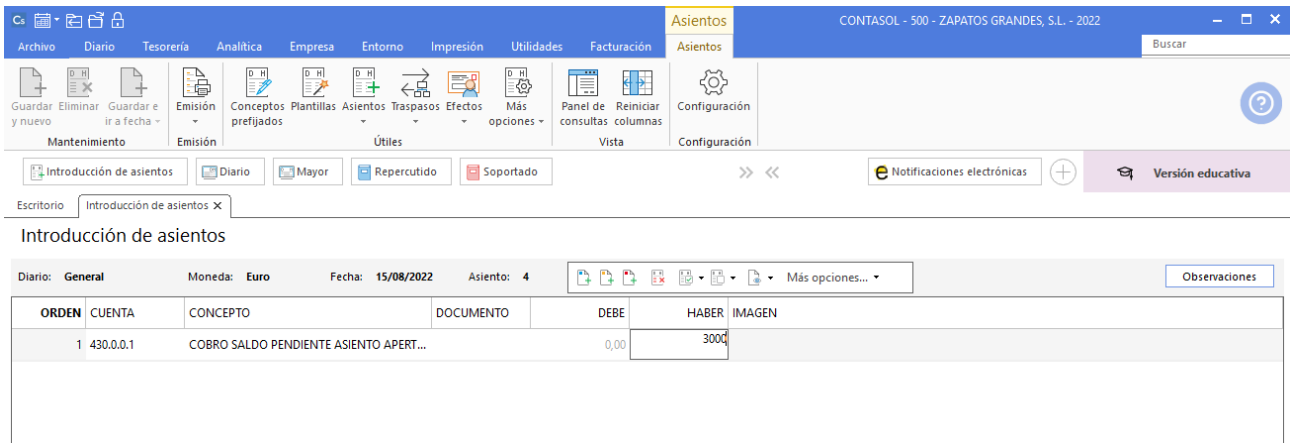 Cs
Asientos
CONTASOL - 500 - ZAPATOS GRANDES, S.L. - 2022
Archivo Diario Tesorería Analítica Empresa Entorno Impresión Utilidades Facturación Asientos
Buscar
Guardar y nuevo
Eliminar
Guardar e ir a fecha
Emisión
Conceptos prefijados
Plantillas
Asientos
Traspasos
Efectos
Más opciones
Panel de consultas
Reiniciar columnas
Configuración
Mantenimiento Emisión Útiles Vista Configuración
Introducción de asientos Diario Mayor Repercutido Soportado Notificaciones electrónicas Versión educativa
Escritorio Introducción de asientos X
Introducción de asientos
Diario: General Moneda: Euro Fecha: 15/08/2022 Asiento: 4 Más opciones... Observaciones
ORDEN CUENTA CONCEPTO DOCUMENTO DEBE HABER IMAGEN
1 430.0.0.1 COBRO SALDO PENDIENTE ASIENTO APERT... 0,00 3000